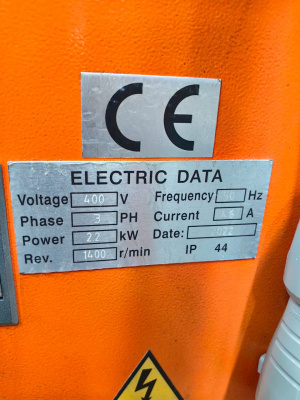 CE
ELECTRIC DATA
Voltage 400 V Frequency Hz
Phase 3 PH Current A
Power kW Date:
Rev. 1400 r/min IP 44